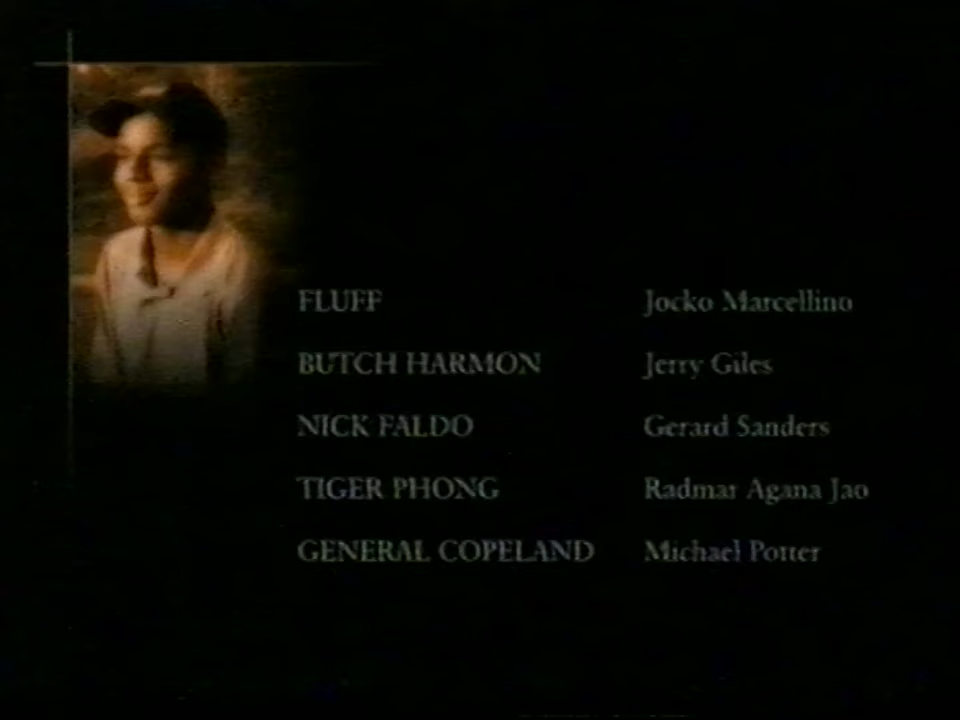 FLUFF Jocko Marcellino
BUTCH HARMON Jerry Giles
NICK FALDO Gerard Sanders
TIGER PHONG Radmar Agana Jao
GENERAL COPELAND Michael Potter